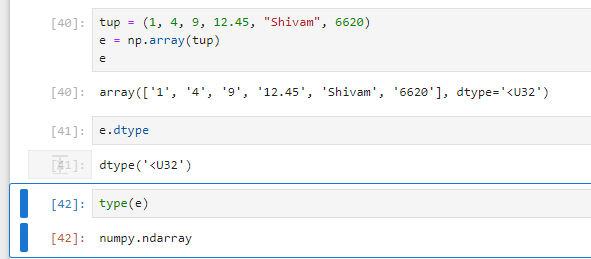 [40]: tup = (1, 4, 9, 12.45, "Shivam", 6620)
e = np.array(tup)
e
[40]: array(['1', '4', '9', '12.45', 'Shivam', '6620'], dtype='<U32')
[41]: e.dtype
[41]: dtype('<U32')
[42]: type(e)
[42]: numpy.ndarray